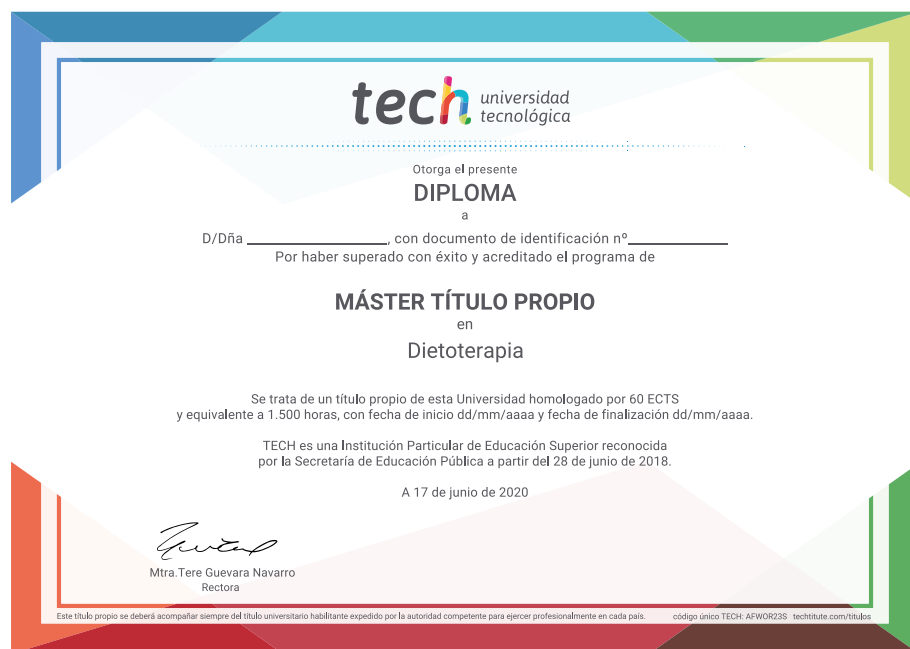 tech universidad
tecnológica
Otorga el presente
DIPLOMA
a
D/Dña ________________, con documento de identificación nº____________
Por haber superado con éxito y acreditado el programa de
MÁSTER TÍTULO PROPIO
en
Dietoterapia
Se trata de un título propio de esta Universidad homologado por 60 ECTS
y equivalente a 1.500 horas, con fecha de inicio dd/mm/aaaa y fecha de finalización dd/mm/aaaa.
TECH es una Institución Particular de Educación Superior reconocida
por la Secretaría de Educación Pública a partir del 28 de junio de 2018.
A 17 de junio de 2020
Mtra.Tere Guevara Navarro
Rectora
Este título propio se deberá acompañar siempre del título universitario habilitante expedido por la autoridad competente para ejercer profesionalmente en cada país. código único TECH: AFWOR23S techtitute.com/titulos